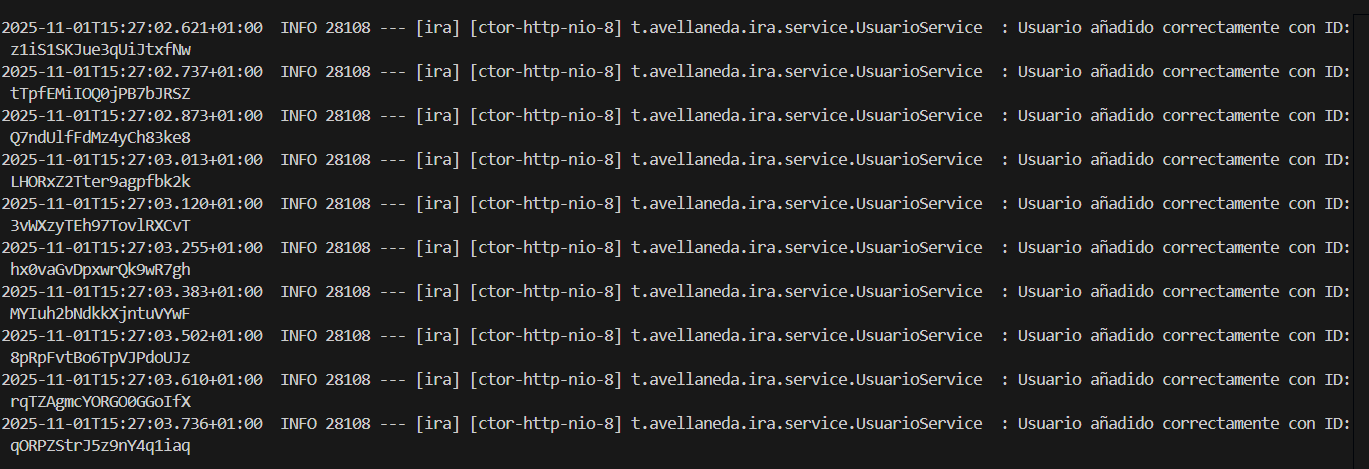 2025-11-01T15:27:02.621+01:00  INFO 28108 --- [ira] [ctor-http-nio-8] t.avellaneda.ira.service.UsuarioService  : Usuario añadido correctamente con ID:
z1iS1SKJue3qUiJtxfNw
2025-11-01T15:27:02.737+01:00  INFO 28108 --- [ira] [ctor-http-nio-8] t.avellaneda.ira.service.UsuarioService  : Usuario añadido correctamente con ID:
tTpfEMiIOQ0jPB7bJRSZ
2025-11-01T15:27:02.873+01:00  INFO 28108 --- [ira] [ctor-http-nio-8] t.avellaneda.ira.service.UsuarioService  : Usuario añadido correctamente con ID:
Q7ndUlfFdMz4yCh83ke8
2025-11-01T15:27:03.013+01:00  INFO 28108 --- [ira] [ctor-http-nio-8] t.avellaneda.ira.service.UsuarioService  : Usuario añadido correctamente con ID:
LHORxZ2Tter9agpfbk2k
2025-11-01T15:27:03.120+01:00  INFO 28108 --- [ira] [ctor-http-nio-8] t.avellaneda.ira.service.UsuarioService  : Usuario añadido correctamente con ID:
3vWXzyTEh97TovlRXCvT
2025-11-01T15:27:03.255+01:00  INFO 28108 --- [ira] [ctor-http-nio-8] t.avellaneda.ira.service.UsuarioService  : Usuario añadido correctamente con ID:
hx0vaGvDpxwrQk9wR7gh
2025-11-01T15:27:03.383+01:00  INFO 28108 --- [ira] [ctor-http-nio-8] t.avellaneda.ira.service.UsuarioService  : Usuario añadido correctamente con ID:
MYIuh2bNdkkXjntuVYwF
2025-11-01T15:27:03.502+01:00  INFO 28108 --- [ira] [ctor-http-nio-8] t.avellaneda.ira.service.UsuarioService  : Usuario añadido correctamente con ID:
8pRpFvtBo6TpVJPdoUJz
2025-11-01T15:27:03.610+01:00  INFO 28108 --- [ira] [ctor-http-nio-8] t.avellaneda.ira.service.UsuarioService  : Usuario añadido correctamente con ID:
rqTZAgmcYORGO0GGoIfX
2025-11-01T15:27:03.736+01:00  INFO 28108 --- [ira] [ctor-http-nio-8] t.avellaneda.ira.service.UsuarioService  : Usuario añadido correctamente con ID:
qORPZStrJ5z9nY4q1iaq